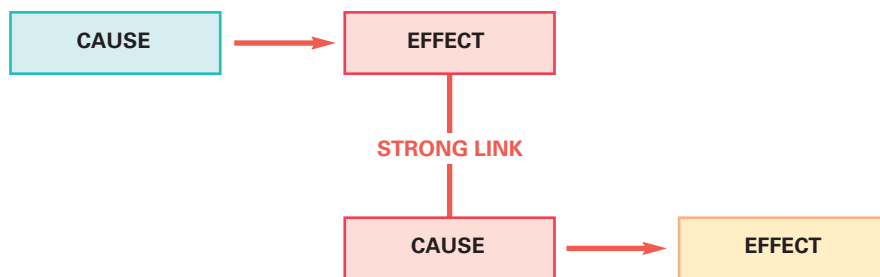 CAUSE
EFFECT
STRONG LINK
CAUSE
EFFECT